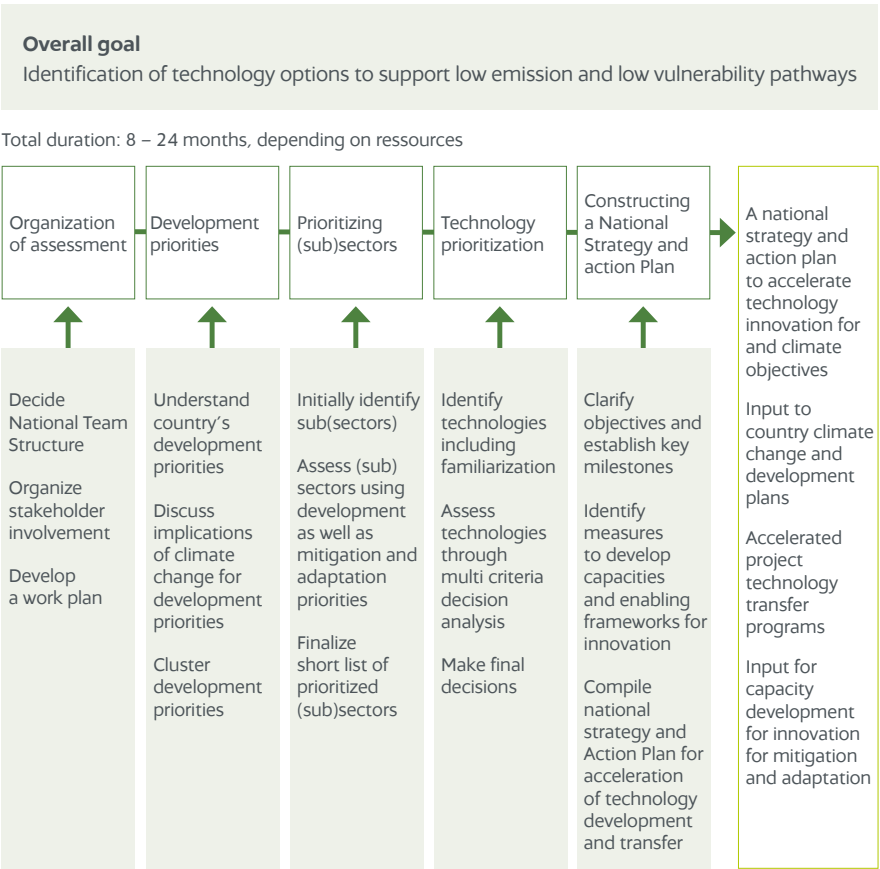 Overall goal
Identification of technology options to support low emission and low vulnerability pathways
Total duration: 8 – 24 months, depending on ressources
Organization
of assessment
Development
priorities
Prioritizing
(sub)sectors
Technology
prioritization
Constructing
a National
Strategy and
action Plan
A national
strategy and
action plan
to accelerate
technology
innovation for
and climate
objectives
Input to
country climate
change and
development
plans
Accelerated
project
technology
transfer
programs
Input for
capacity
development
for innovation
for mitigation
and adaptation
Decide
National Team
Structure
Organize
stakeholder
involvement
Develop
a work plan
Understand
country's
development
priorities
Discuss
implications
of climate
change for
development
priorities
Cluster
development
priorities
Initially identify
sub(sectors)
Assess (sub)
sectors using
development
as well as
mitigation and
adaptation
priorities
Finalize
short list of
prioritized
(sub)sectors
Identify
technologies
including
familiarization
Assess
technologies
through
multi criteria
decision
analysis
Make final
decisions
Clarify
objectives and
establish key
milestones
Identify
measures
to develop
capacities
and enabling
frameworks for
innovation
Compile
national
strategy and
Action Plan for
acceleration
of technology
development
and transfer